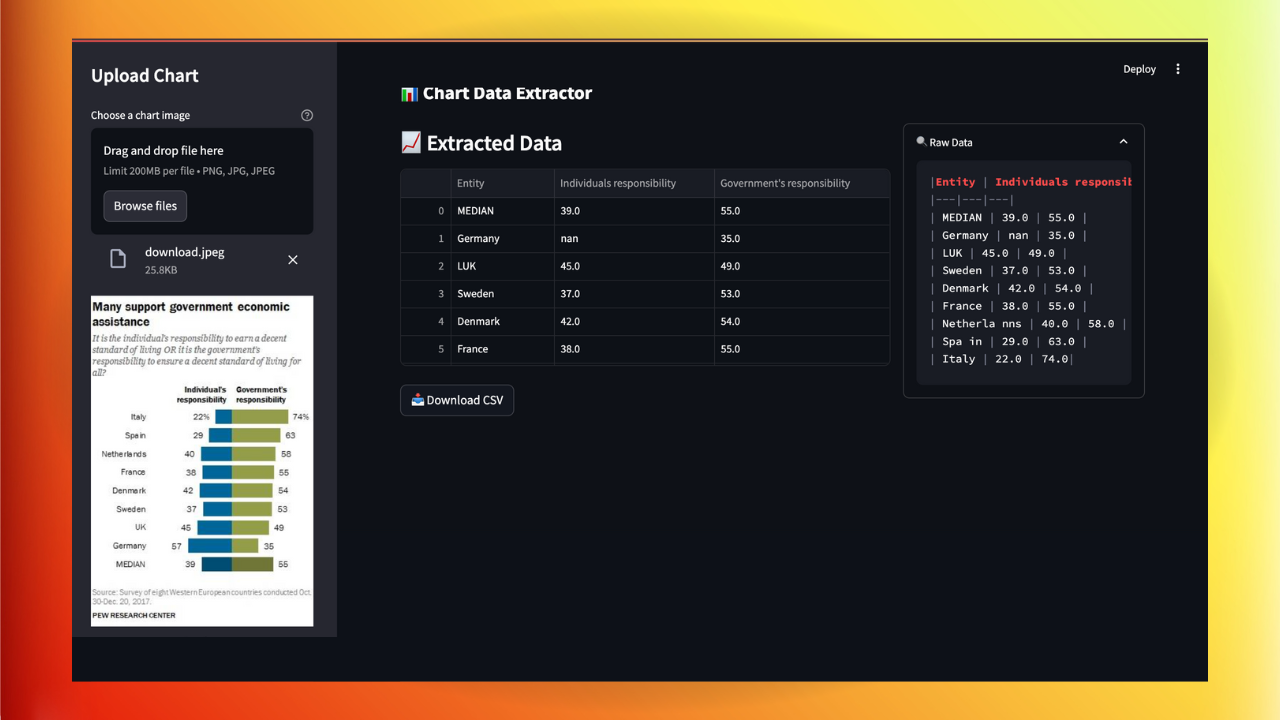 Upload Chart
Choose a chart image
Drag and drop file here
Limit 200MB per file • PNG, JPG, JPEG
Browse files
download.jpeg
25.8KB
Many support government economic
assistance
It is the individual's responsibility to earn a decent
standard of living OR it is the government's
responsibility to ensure a decent standard of living for
all?
Individual's Government's
responsibility responsibility
Italy 22% 74%
Spain 29 63
Netherlands 40 58
France 38 55
Denmark 42 54
Sweden 37 53
UK 45 49
Germany 57 35
MEDIAN 39 55
Source: Survey of eight Western European countries conducted Oct.
30-Dec. 20, 2017.
PEW RESEARCH CENTER
Deploy
Chart Data Extractor
Extracted Data
Entity Individuals responsibility Government's responsibility
0 MEDIAN 39.0 55.0
1 Germany nan 35.0
2 LUK 45.0 49.0
3 Sweden 37.0 53.0
4 Denmark 42.0 54.0
5 France 38.0 55.0
Download CSV
Raw Data
|Entity | Individuals responsib
|---|---|---|
| MEDIAN | 39.0 | 55.0 |
| Germany | nan | 35.0 |
| LUK | 45.0 | 49.0 |
| Sweden | 37.0 | 53.0 |
| Denmark | 42.0 | 54.0 |
| France | 38.0 | 55.0 |
| Netherla nns | 40.0 | 58.0 |
| Spa in | 29.0 | 63.0 |
| Italy | 22.0 | 74.0|